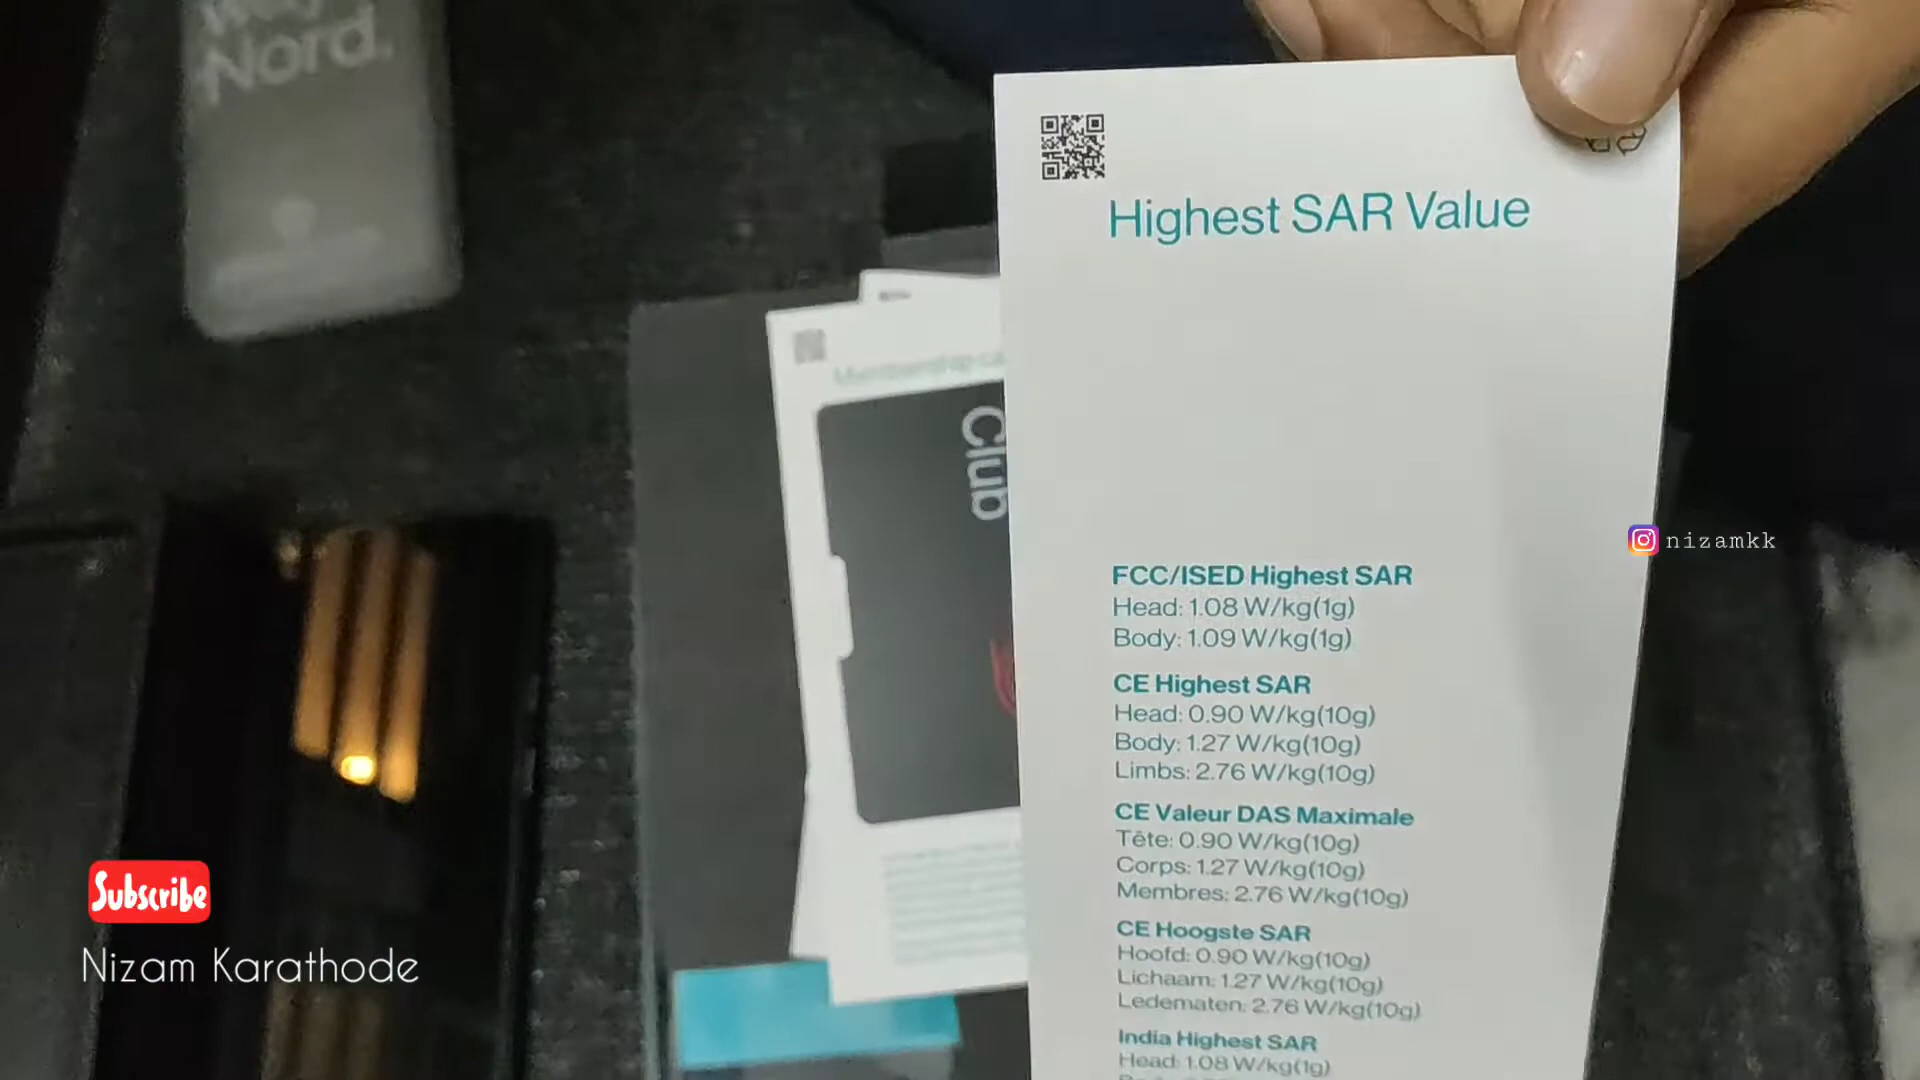 Nord.
Highest SAR Value
Club
FCC/ISED Highest SAR
Head: 1.08 W/kg(1g)
Body: 1.09 W/kg(1g)
CE Highest SAR
Head: 0.90 W/kg(10g)
Body: 1.27 W/kg(10g)
Limbs: 2.76 W/kg(10g)
CE Valeur DAS Maximale
Tête: 0.90 W/kg(10g)
Corps: 1.27 W/kg(10g)
Membres: 2.76 W/kg(10g)
CE Hoogste SAR
Hoofd: 0.90 W/kg(10g)
Lichaam: 1.27 W/kg(10g)
Ledematen: 2.76 W/kg(10g)
India Highest SAR
Head: 1.08 W/kg(1g)
nizamkk
Subscribe
Nizam Karathode